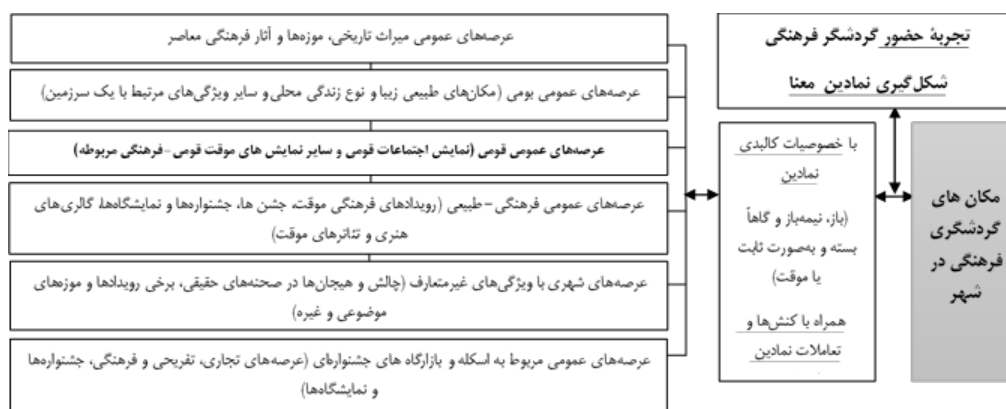 تجربهٔ حضور گردشگر فرهنگی
شکل‌گیری نمادین معنا
مکان های
گردشگری
فرهنگی در
شهر
با خصوصیات کالبدی
نمادین
(باز، نیمه‌باز و گاهاً
بسته و به‌صورت ثابت
یا موقت)
همراه با کنش‌ها و
تعاملات نمادین
عرصه‌های عمومی میراث تاریخی، موزه‌ها و آثار فرهنگی معاصر
عرصه‌های عمومی بومی (مکان‌های طبیعی زیبا و نوع زندگی محلی و سایر ویژگی‌های مرتبط با یک سرزمین)
عرصه‌های عمومی قومی (نمایش اجتماعات قومی و سایر نمایش های موقت قومی-فرهنگی مربوطه)
عرصه‌های عمومی فرهنگی-طبیعی (رویدادهای فرهنگی موقت، جشن ها، جشنواره‌ها و نمایشگاه‌ها، گالری‌های
هنری و تئاترهای موقت)
عرصه‌های شهری با ویژگی‌های غیرمتعارف (چالش و هیجان‌ها در صحنه‌های حقیقی، برخی رویدادها و موزه‌های
موضوعی و غیره)
عرصه‌های عمومی مربوط به اسکله و بازارگاه های جشنواره‌ای (عرصه‌های تجاری، تفریحی و فرهنگی، جشنواره‌ها
و نمایشگاه‌ها)